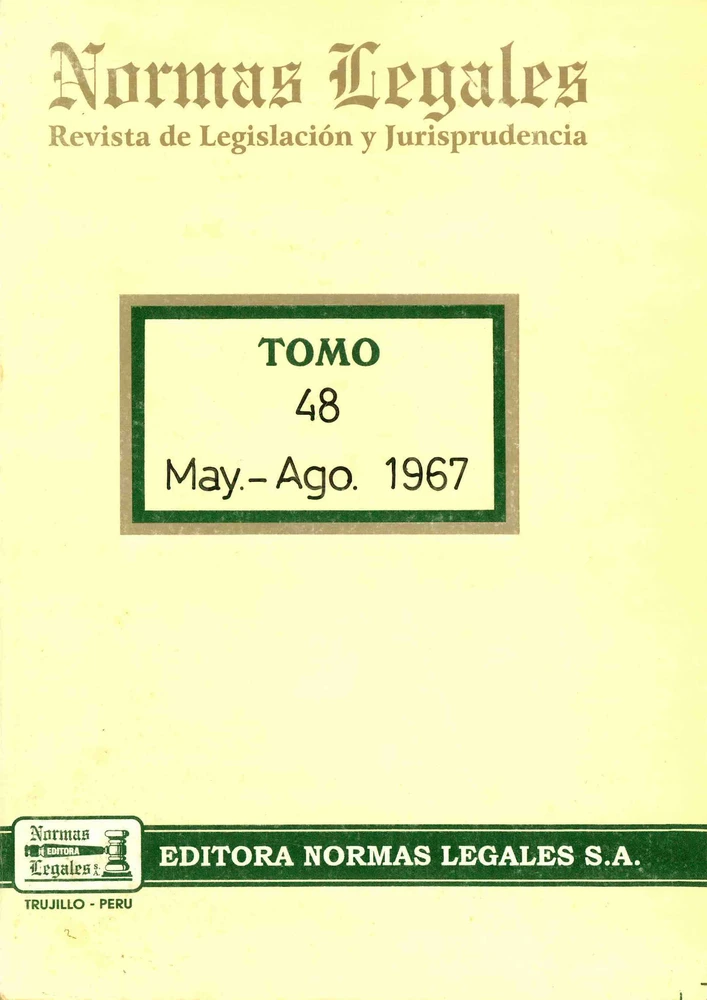 Normas Legales
Revista de Legislación y Jurisprudencia
TOMO
48
May.- Ago. 1967
Normas
EDITORA
Legales S.A.
EDITORA NORMAS LEGALES S.A.
TRUJILLO - PERU